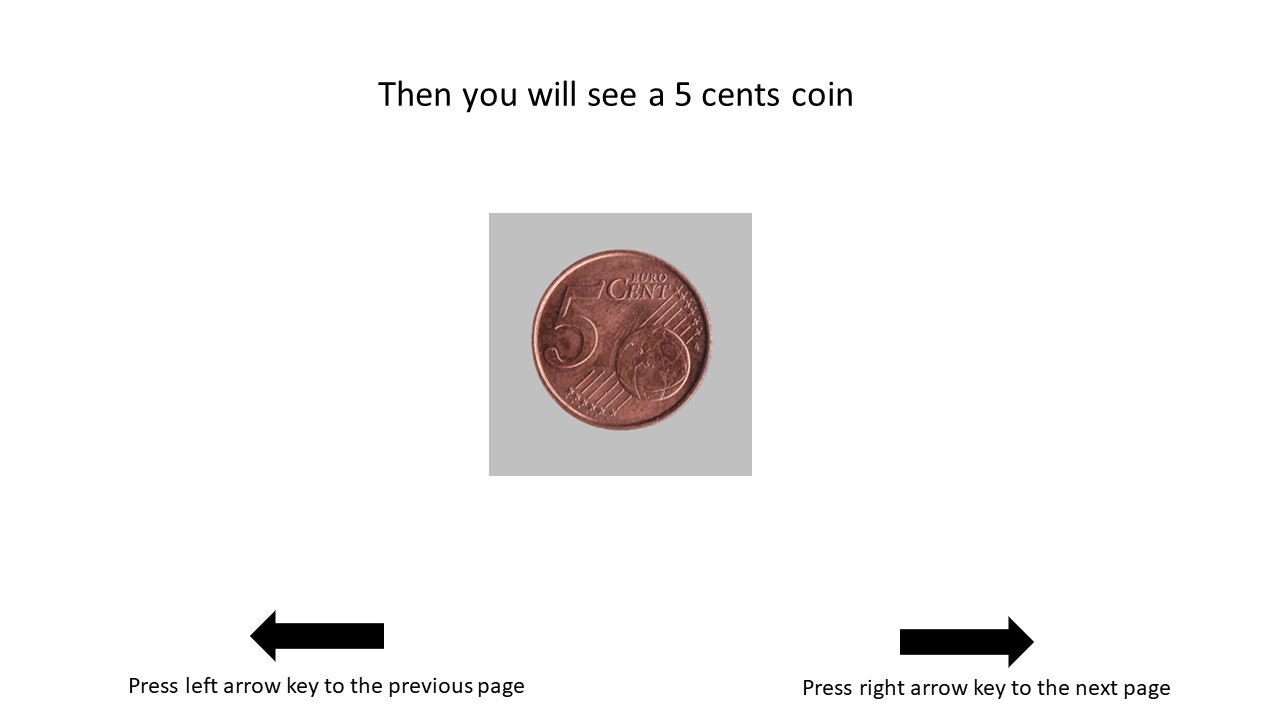 Then you will see a 5 cents coin
EURO
5 CENT
Press left arrow key to the previous page
Press right arrow key to the next page